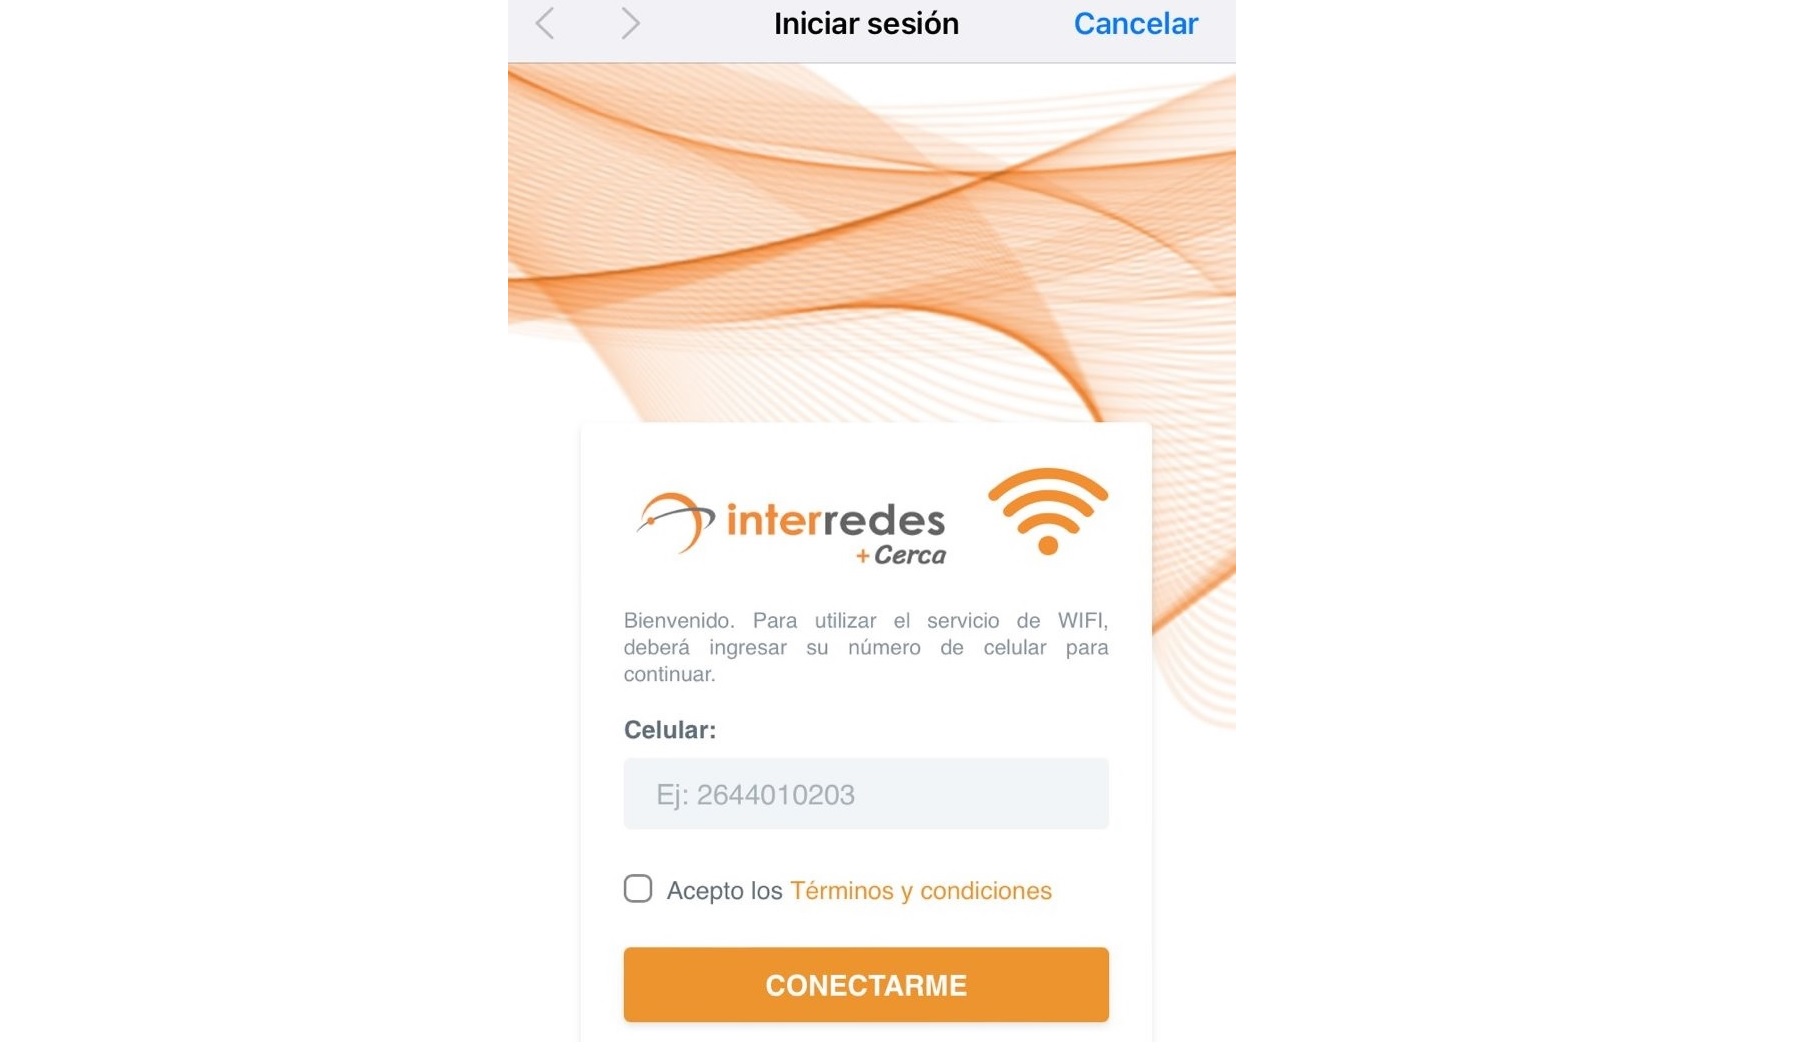 Iniciar sesión
Cancelar
interredes
+Cerca
Bienvenido. Para utilizar el servicio de WIFI,
deberá ingresar su número de celular para
continuar.
Celular:
Ej: 2644010203
Acepto los Términos y condiciones
CONECTARME